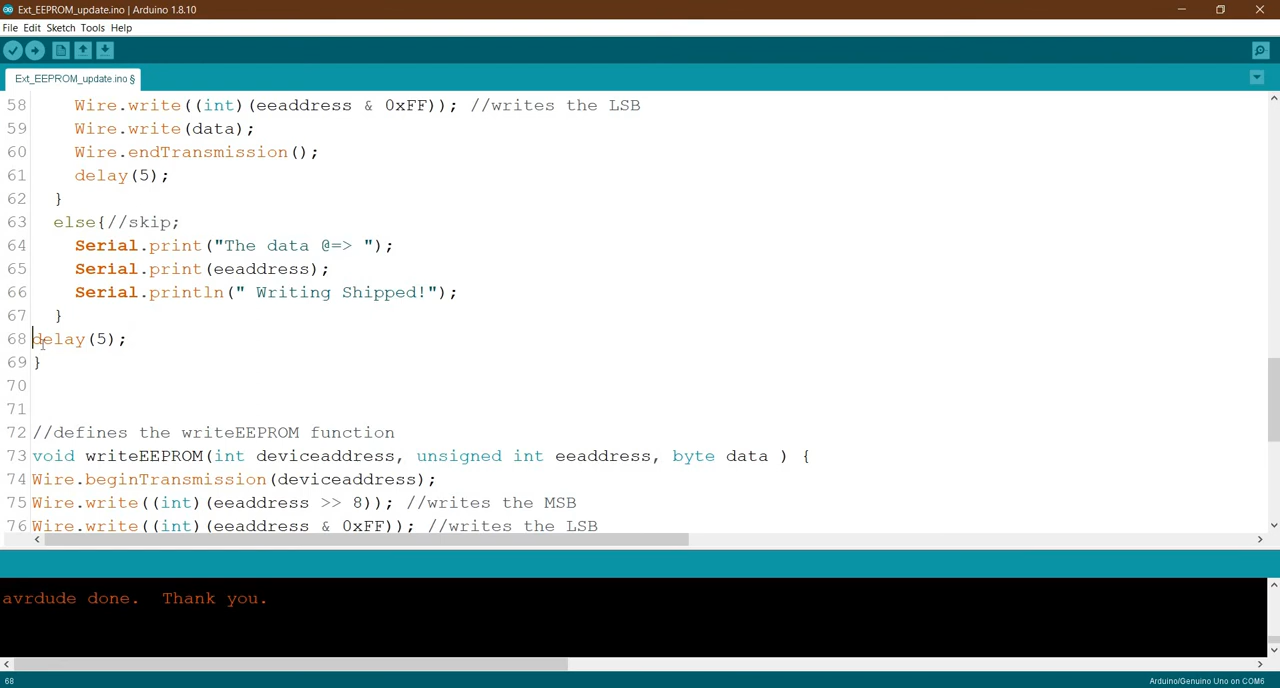 Ext_EEPROM_update.ino | Arduino 1.8.10
File Edit Sketch Tools Help
Ext_EEPROM_update.ino §
58 Wire.write((int)(eeaddress & 0xFF)); //writes the LSB
59 Wire.write(data);
60 Wire.endTransmission();
61 delay(5);
62 }
63 else{//skip;
64 Serial.print("The data @=> ");
65 Serial.print(eeaddress);
66 Serial.println(" Writing Shipped!");
67 }
68 delay(5);
69 }
70
71
72 //defines the writeEEPROM function
73 void writeEEPROM(int deviceaddress, unsigned int eeaddress, byte data ) {
74 Wire.beginTransmission(deviceaddress);
75 Wire.write((int)(eeaddress >> 8)); //writes the MSB
76 Wire.write((int)(eeaddress & 0xFF)); //writes the LSB
avrdude done.  Thank you.
68 Arduino/Genuino Uno on COM6